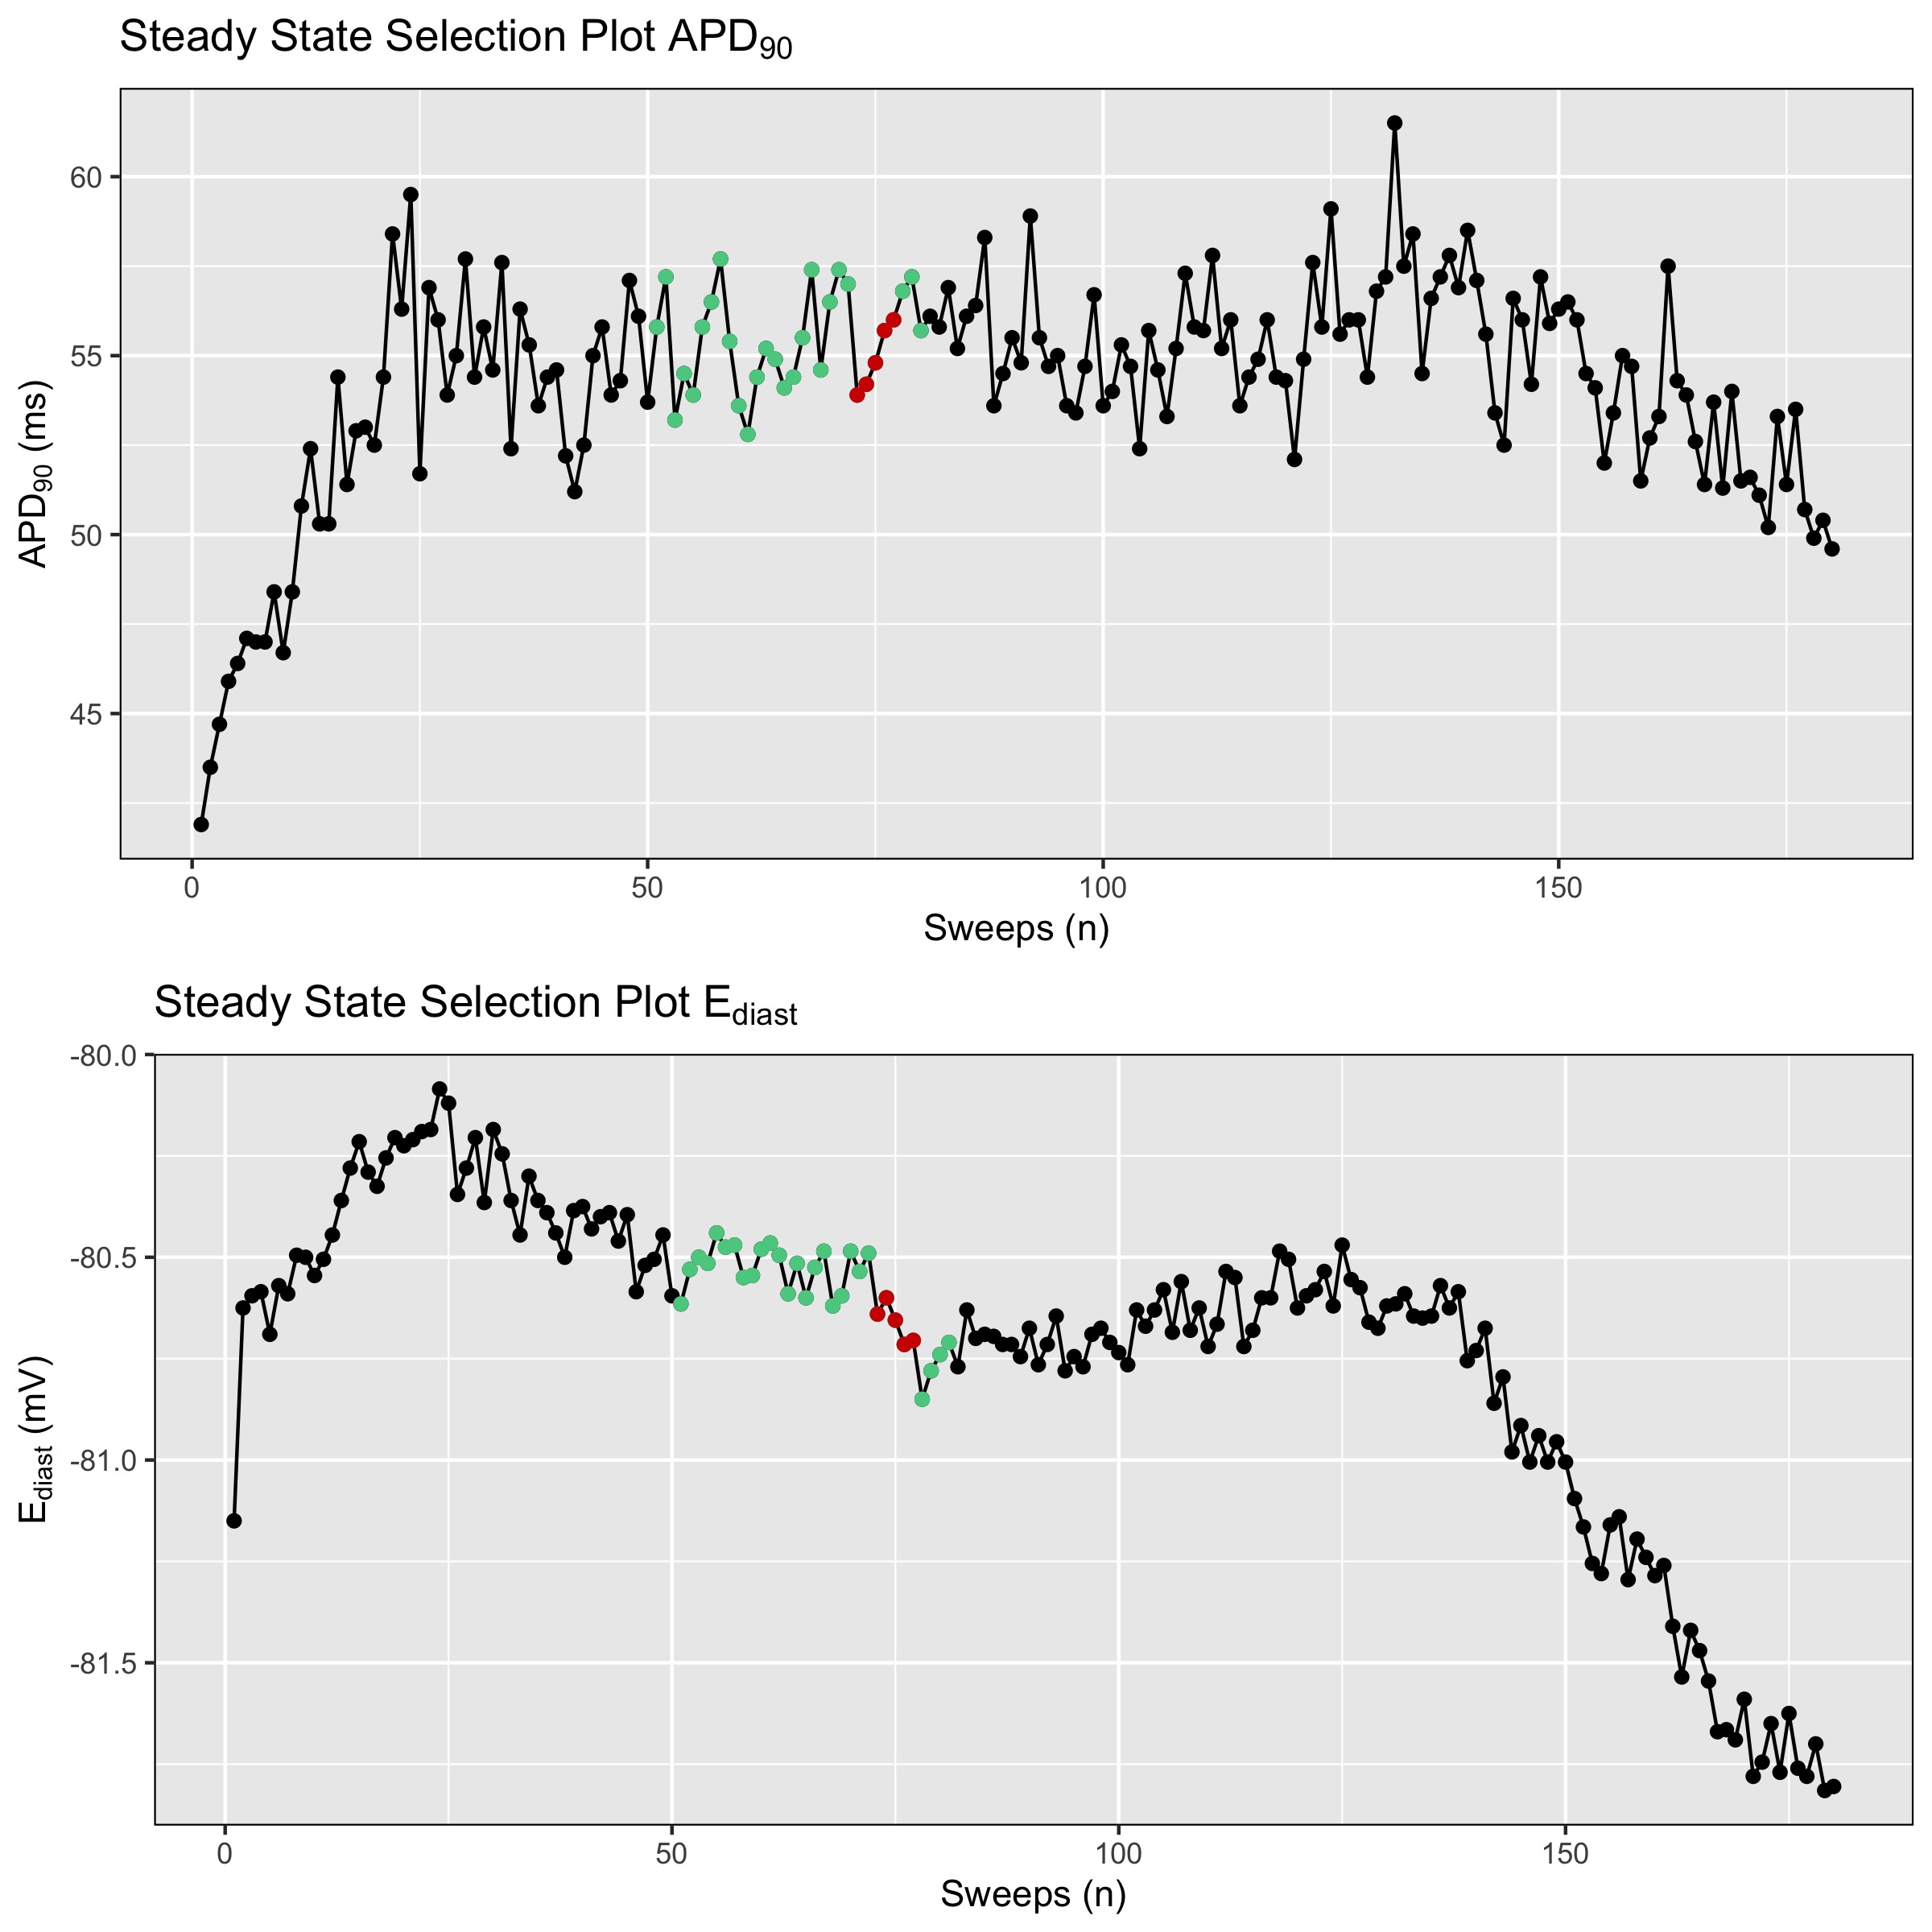 Steady State Selection Plot APD90
60
55
50
45
APD90 (ms)
0 50 100 150
Sweeps (n)
Steady State Selection Plot Ediast
-80.0
-80.5
-81.0
-81.5
Ediast (mV)
0 50 100 150
Sweeps (n)